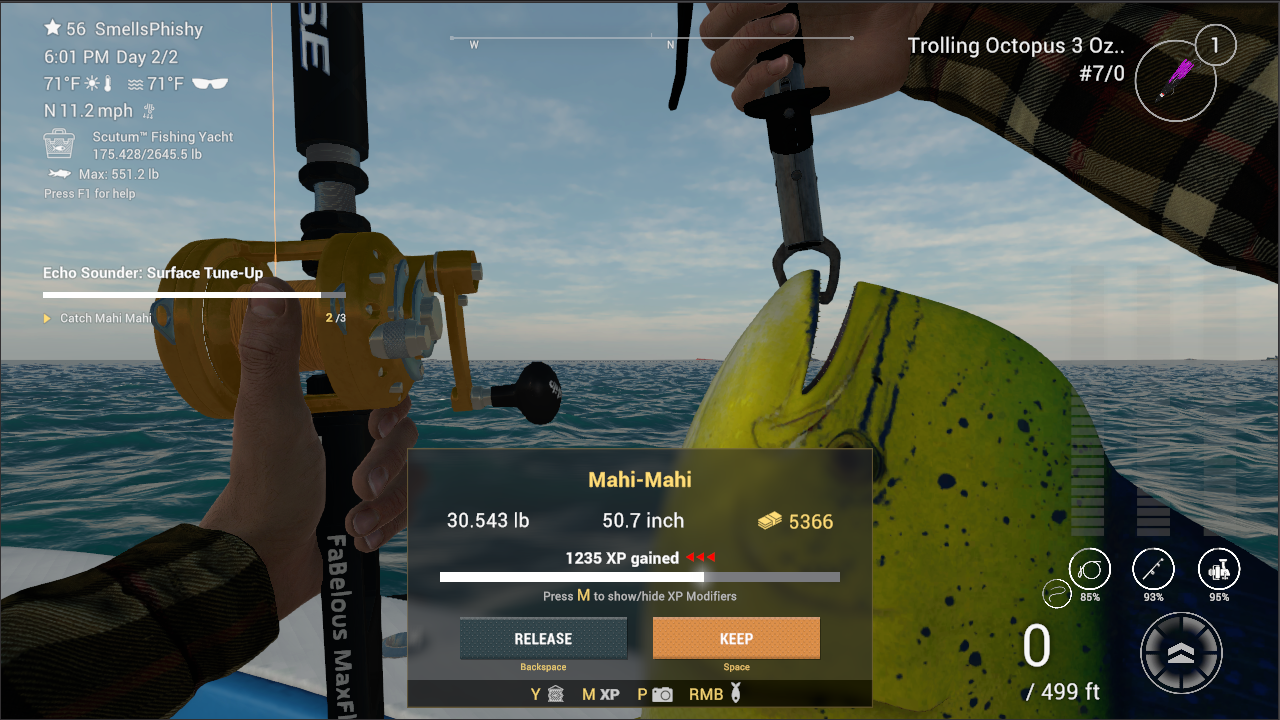 56 SmellsPhishy
6:01 PM Day 2/2
71°F 71°F
N 11.2 mph
Scutum™ Fishing Yacht
175.428/2645.5 lb
Max: 551.2 lb
Press F1 for help
Echo Sounder: Surface Tune-Up
Catch Mahi Mahi 2 /3
W N
Trolling Octopus 3 Oz..
#7/0
1
Mahi-Mahi
30.543 lb 50.7 inch 5366
1235 XP gained
Press M to show/hide XP Modifiers
RELEASE KEEP
Backspace Space
Y M XP P RMB
85% 93% 95%
0
/ 499 ft
SE
FaBelous MaxFl